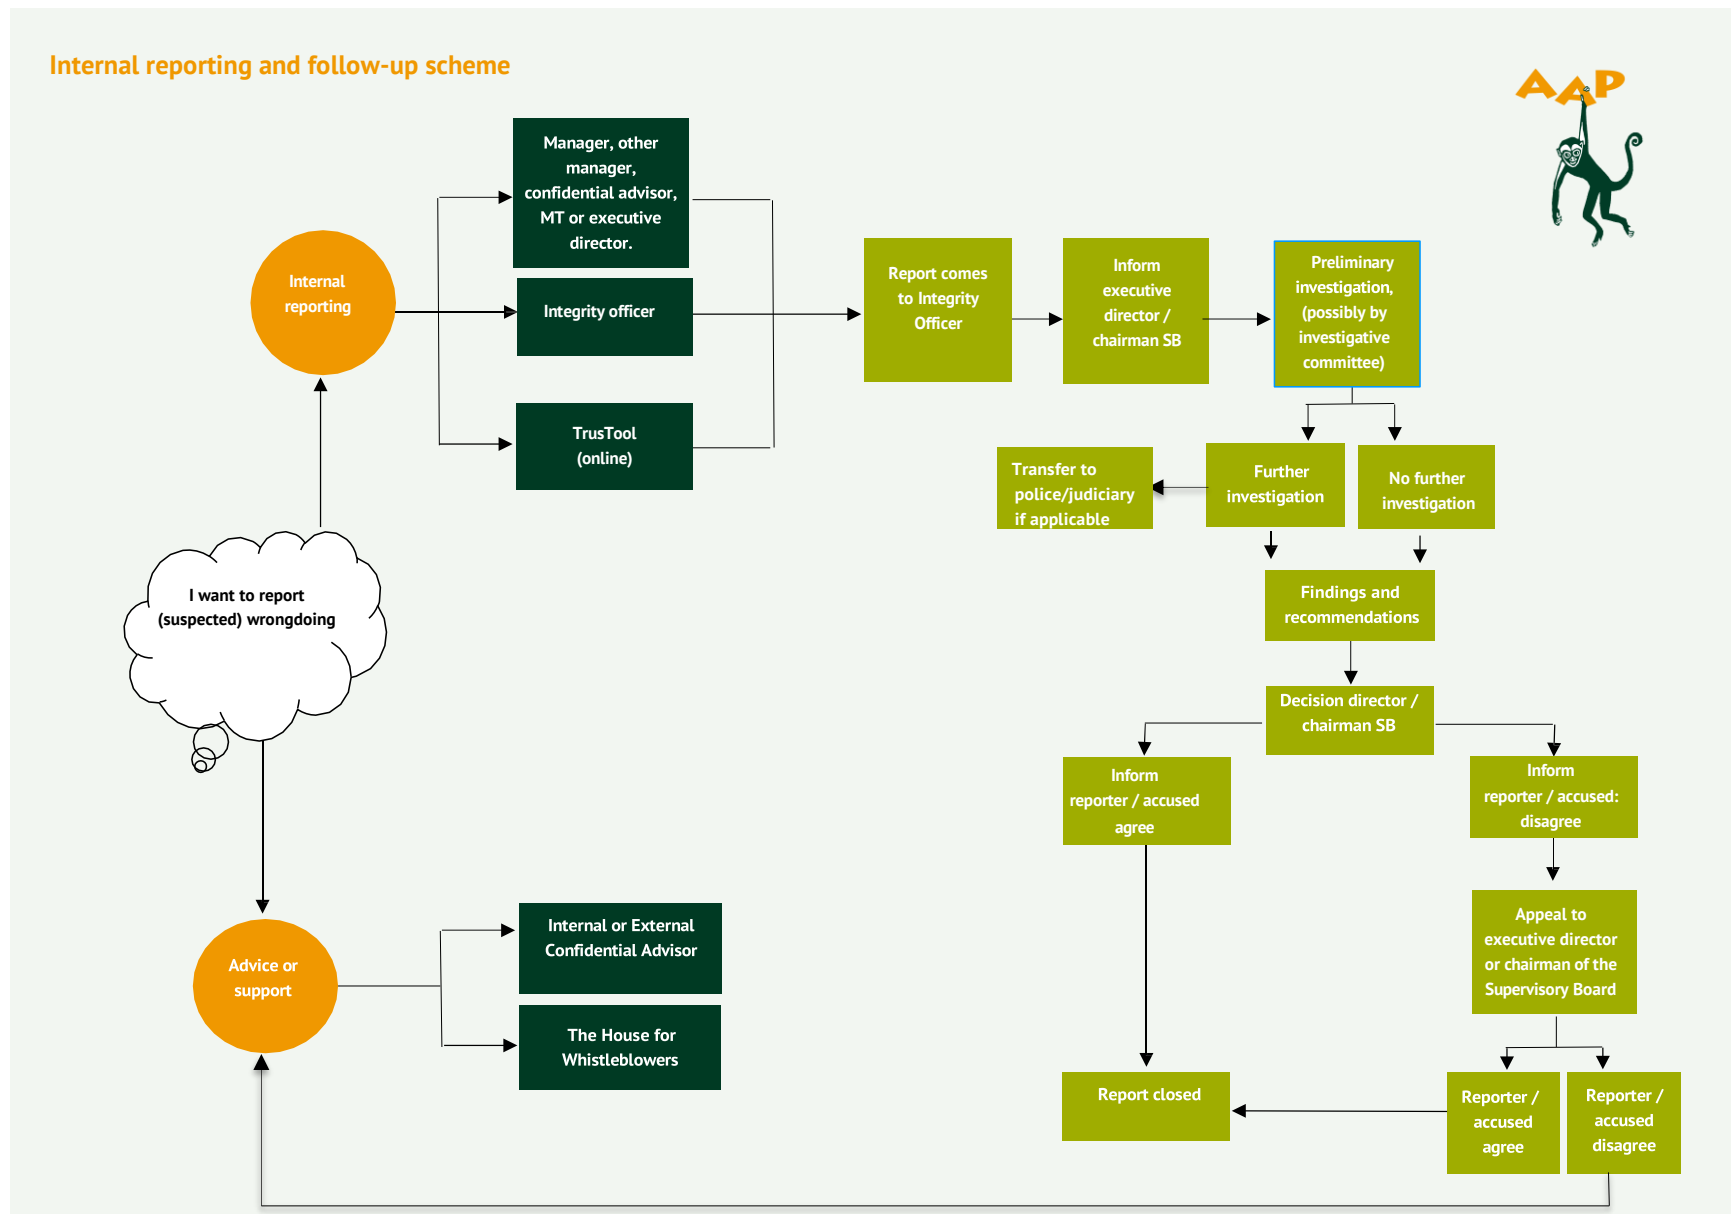 Internal reporting and follow-up scheme
AAP
Manager, other
manager,
confidential advisor,
MT or executive
director.
Internal
reporting
Integrity officer
TrusTool
(online)
Report comes
to Integrity
Officer
Inform
executive
director /
chairman SB
Preliminary
investigation,
(possibly by
investigative
committee)
Transfer to
police/judiciary
if applicable
Further
investigation
No further
investigation
I want to report
(suspected) wrongdoing
Findings and
recommendations
Decision director /
chairman SB
Inform
reporter / accused
agree
Inform
reporter / accused:
disagree
Appeal to
executive director
or chairman of the
Supervisory Board
Advice or
support
Internal or External
Confidential Advisor
The House for
Whistleblowers
Report closed
Reporter /
accused
agree
Reporter /
accused
disagree